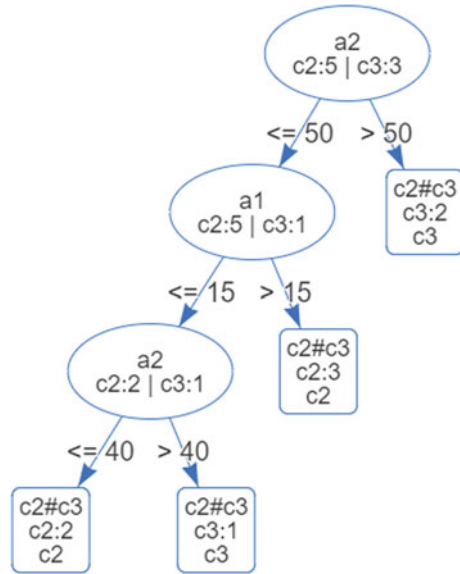 a2
c2:5 | c3:3
<= 50 > 50
a1
c2:5 | c3:1
c2#c3
c3:2
c3
<= 15 > 15
a2
c2:2 | c3:1
c2#c3
c2:3
c2
<= 40 > 40
c2#c3
c2:2
c2
c2#c3
c3:1
c3